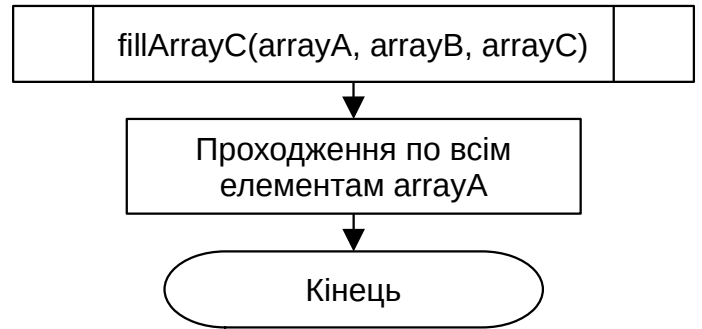 fillArrayC(arrayA, arrayB, arrayC)
Проходження по всім
елементам arrayA
Кінець